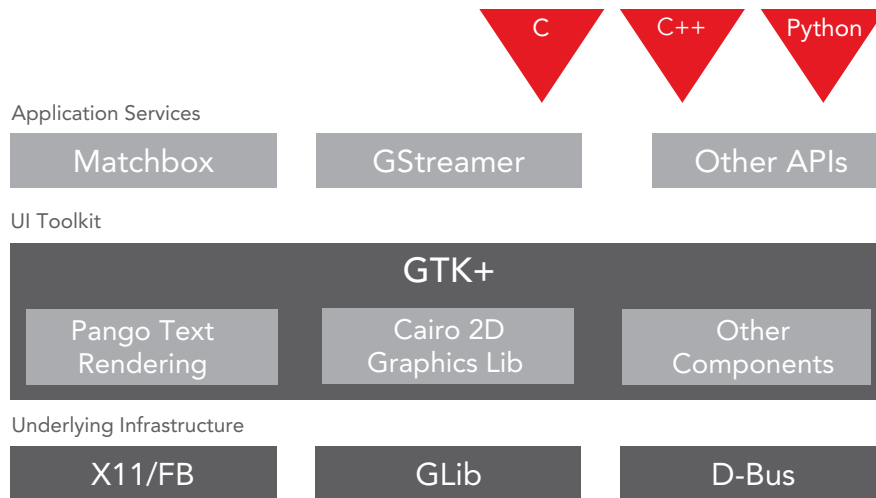 C
C++
Python
Application Services
Matchbox
GStreamer
Other APIs
UI Toolkit
GTK+
Pango Text
Rendering
Cairo 2D
Graphics Lib
Other
Components
Underlying Infrastructure
X11/FB
GLib
D-Bus